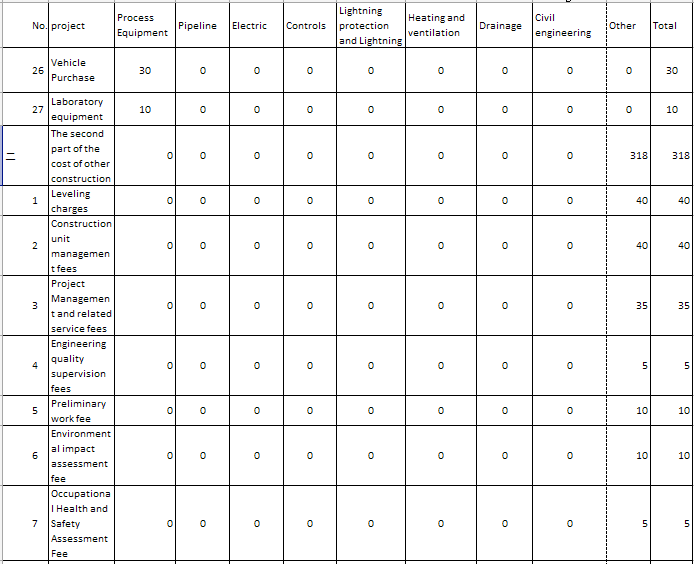 No. project Process Equipment Pipeline Electric Controls Lightning protection and Lightning Heating and ventilation Drainage Civil engineering Other Total
26 Vehicle Purchase 30 0 0 0 0 0 0 0 0 30
27 Laboratory equipment 10 0 0 0 0 0 0 0 0 10
二 The second part of the cost of other construction 0 0 0 0 0 0 0 0 318 318
1 Leveling charges 0 0 0 0 0 0 0 0 40 40
2 Construction unit managemen t fees 0 0 0 0 0 0 0 0 40 40
3 Project Managemen t and related service fees 0 0 0 0 0 0 0 0 35 35
4 Engineering quality supervision fees 0 0 0 0 0 0 0 0 5 5
5 Preliminary work fee 0 0 0 0 0 0 0 0 10 10
6 Environment al impact assessment fee 0 0 0 0 0 0 0 0 10 10
7 Occupationa l Health and Safety Assessment Fee 0 0 0 0 0 0 0 0 5 5